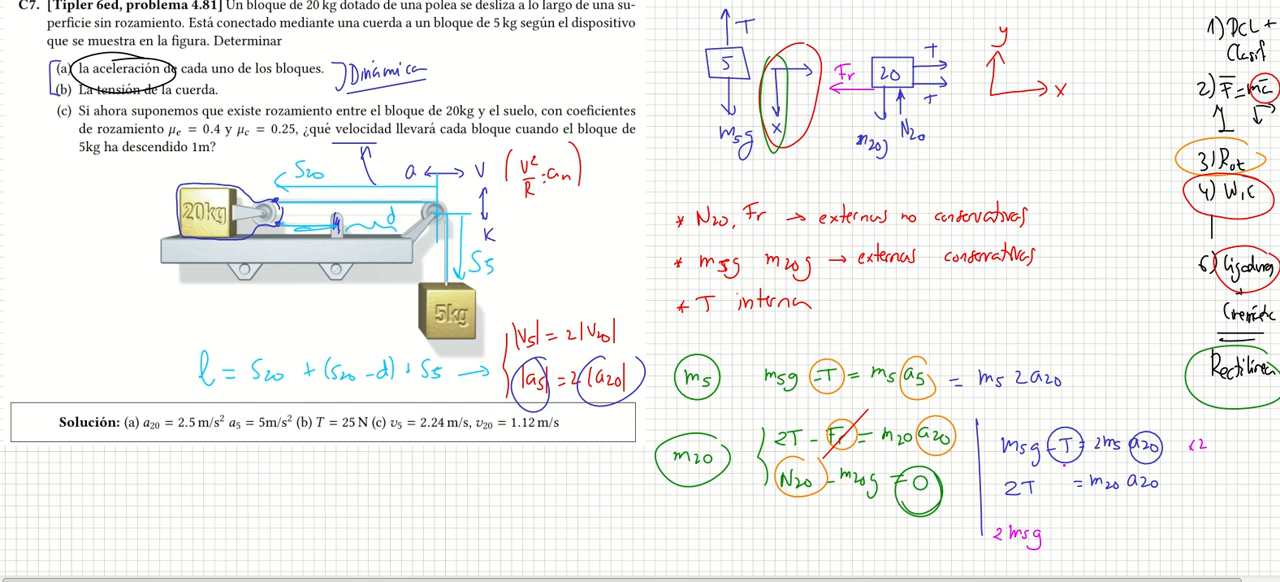 C7. [Tipler 6ed, problema 4.81] Un bloque de 20 kg dotado de una polea se desliza a lo largo de una su-
perficie sin rozamiento. Está conectado mediante una cuerda a un bloque de 5 kg según el dispositivo
que se muestra en la figura. Determinar
(a) la aceleración de cada uno de los bloques.
(b) La tensión de la cuerda.
Dinámica
(c) Si ahora suponemos que existe rozamiento entre el bloque de 20kg y el suelo, con coeficientes
de rozamiento μe = 0.4 y μc = 0.25, ¿qué velocidad llevará cada bloque cuando el bloque de
5kg ha descendido 1m?
S20
a ↔ V (V²/R = an)
20kg
d
K
S5
5kg
l = S20 + (S20 - d) + S5 →
|V5| = 2|V20|
|a5| = 2|a20|
Solución: (a) a20 = 2.5 m/s² a5 = 5m/s² (b) T = 25 N (c) v5 = 2.24 m/s, v20 = 1.12 m/s
T
5
m5g
x
Fr
20
T
T
m20g
N20
y
x
* N20, Fr → externas no conservativas
* m5g m20g → externas conservativas
* T interna
m5
m5g - T = m5 a5 = m5 2a20
m20
2T - Fr = m20 a20
N20 - m20g = 0
m5g - T = 2m5 a20
x2
2T = m20 a20
2m5g
1) DCL +
Clasif
2)
3) Rot
4) W,C
6) Ligaduras
+
Rectilínea